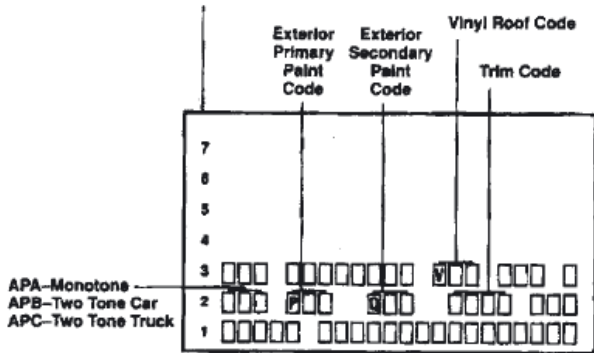 Exterior
Primary
Paint
Code
Exterior
Secondary
Paint
Code
Vinyl Roof Code
Trim Code
7
6
5
4
3
V
APA–Monotone
APB–Two Tone Car
APC–Two Tone Truck
2
P
Q
1